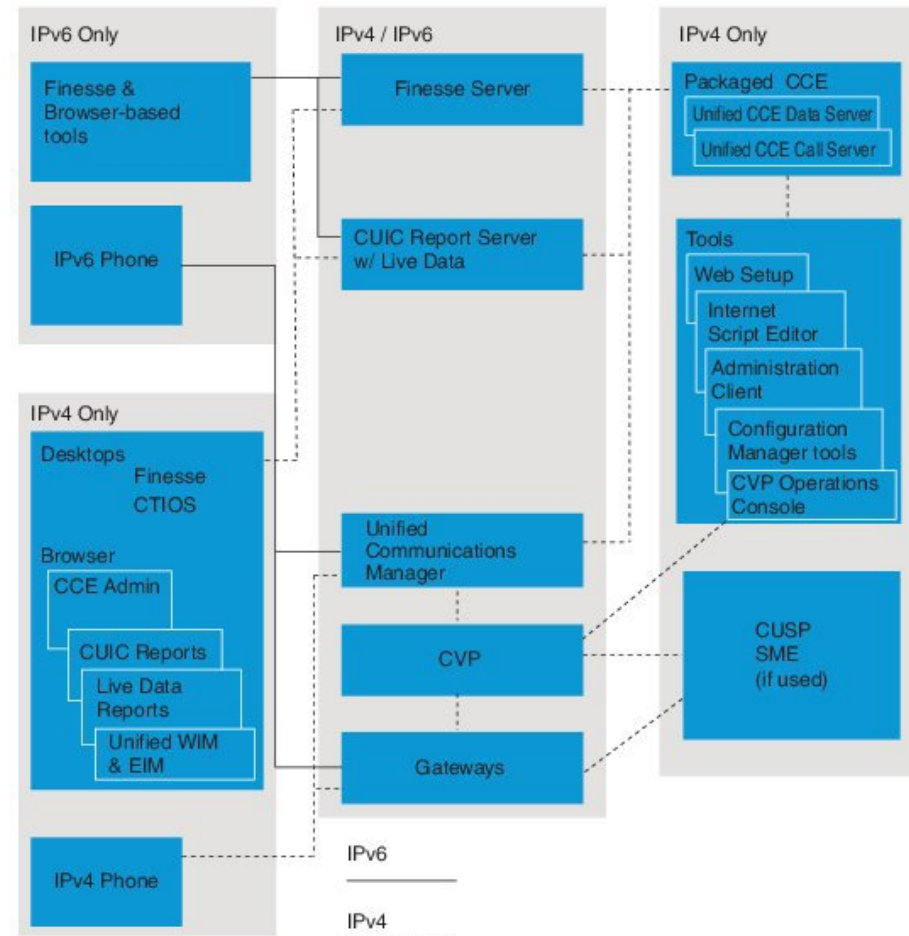 IPv6 Only
Finesse &
Browser-based
tools
IPv6 Phone
IPv4 Only
Desktops
Finesse
CTIOS
Browser
CCE Admin
CUIC Reports
Live Data
Reports
Unified WIM
& EIM
IPv4 Phone
IPv4 / IPv6
Finesse Server
CUIC Report Server
w/ Live Data
Unified
Communications
Manager
CVP
Gateways
IPv6
IPv4
IPv4 Only
Packaged CCE
Unified CCE Data Server
Unified CCE Call Server
Tools
Web Setup
Internet
Script Editor
Administration
Client
Configuration
Manager tools
CVP Operations
Console
CUSP
SME
(if used)